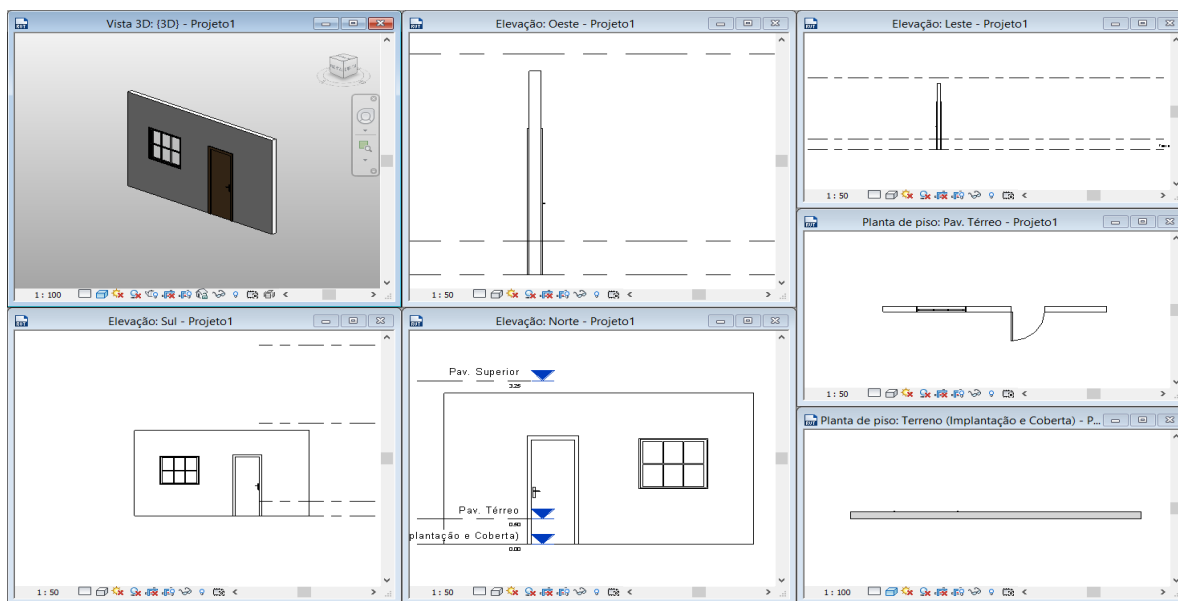 Vista 3D: {3D} - Projeto1
1 : 100
Elevação: Oeste - Projeto1
1 : 50
Elevação: Leste - Projeto1
1 : 50
Planta de piso: Pav. Térreo - Projeto1
1 : 50
Elevação: Sul - Projeto1
1 : 50
Elevação: Norte - Projeto1
Pav. Superior
3.25
Pav. Térreo
0.60
plantação e Coberta)
0.00
1 : 50
Planta de piso: Terreno (Implantação e Coberta) - P...
1 : 100